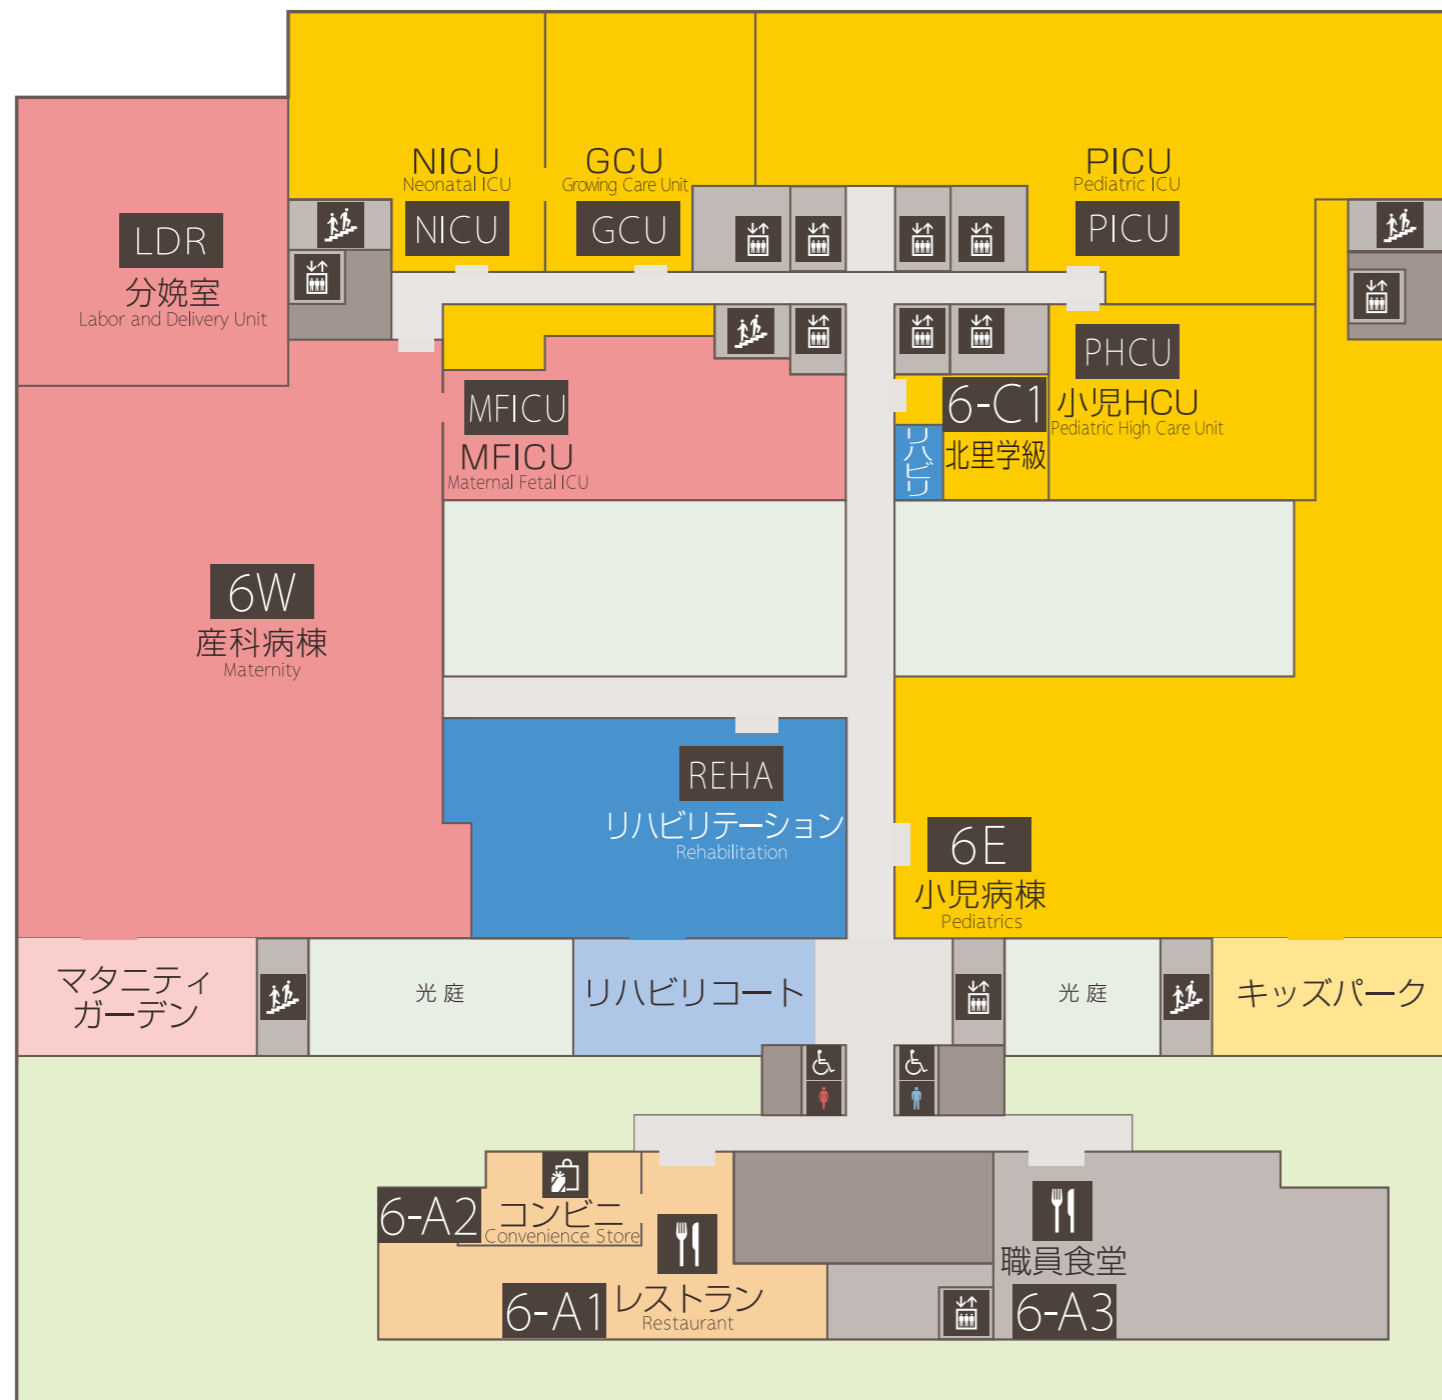 NICU
Neonatal ICU
NICU
GCU
Growing Care Unit
GCU
PICU
Pediatric ICU
PICU
LDR
分娩室
Labor and Delivery Unit
MFICU
MFICU
Maternal Fetal ICU
6-C1
北里学級
リハビリ
PHCU
小児HCU
Pediatric High Care Unit
6W
産科病棟
Maternity
REHA
リハビリテーション
Rehabilitation
6E
小児病棟
Pediatrics
マタニティ
ガーデン
光庭
リハビリコート
光庭
キッズパーク
6-A2
コンビニ
Convenience Store
6-A1
レストラン
Restaurant
職員食堂
6-A3